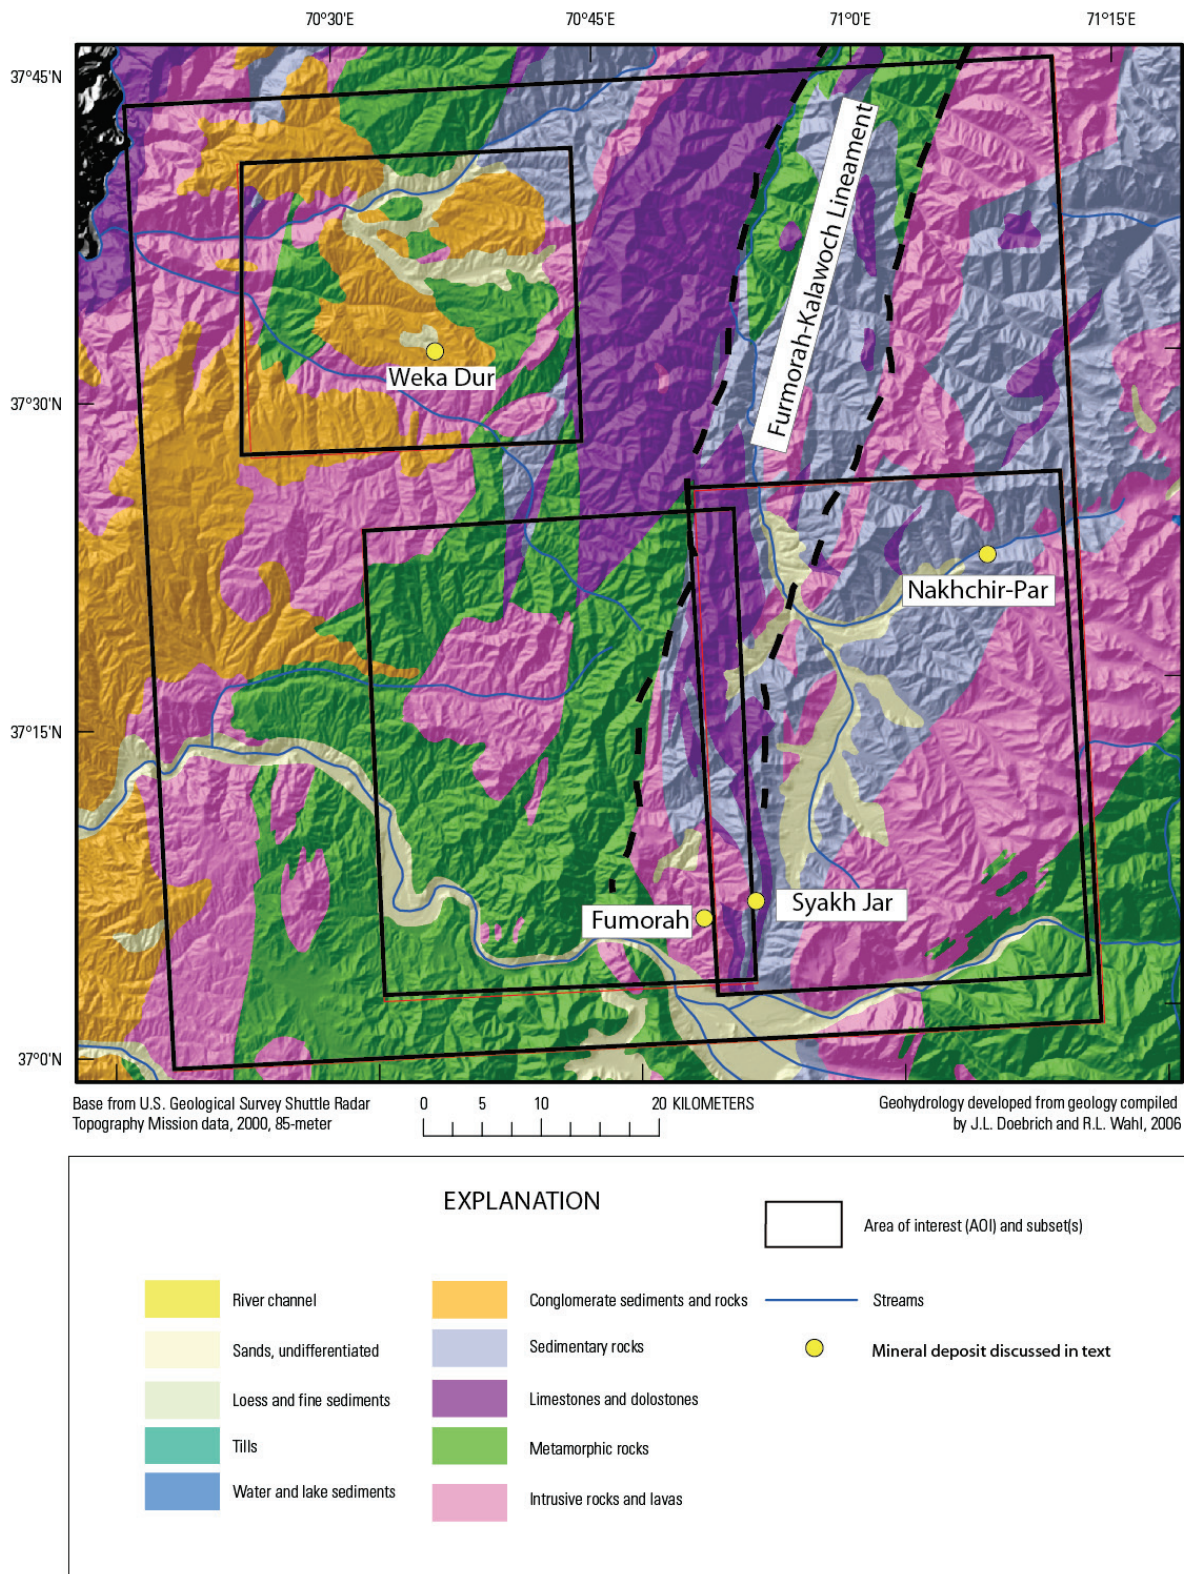 70°30'E 70°45'E 71°0'E 71°15'E
37°45'N
Furmorah-Kalawoch Lineament
Weka Dur
37°30'N
Nakhchir-Par
37°15'N
Syakh Jar
Fumorah
37°0'N
Base from U.S. Geological Survey Shuttle Radar
Topography Mission data, 2000, 85-meter
0 5 10 20 KILOMETERS
Geohydrology developed from geology compiled
by J.L. Doebrich and R.L. Wahl, 2006
EXPLANATION
Area of interest (AOI) and subset(s)
River channel
Conglomerate sediments and rocks
Streams
Sands, undifferentiated
Sedimentary rocks
Mineral deposit discussed in text
Loess and fine sediments
Limestones and dolostones
Tills
Metamorphic rocks
Water and lake sediments
Intrusive rocks and lavas